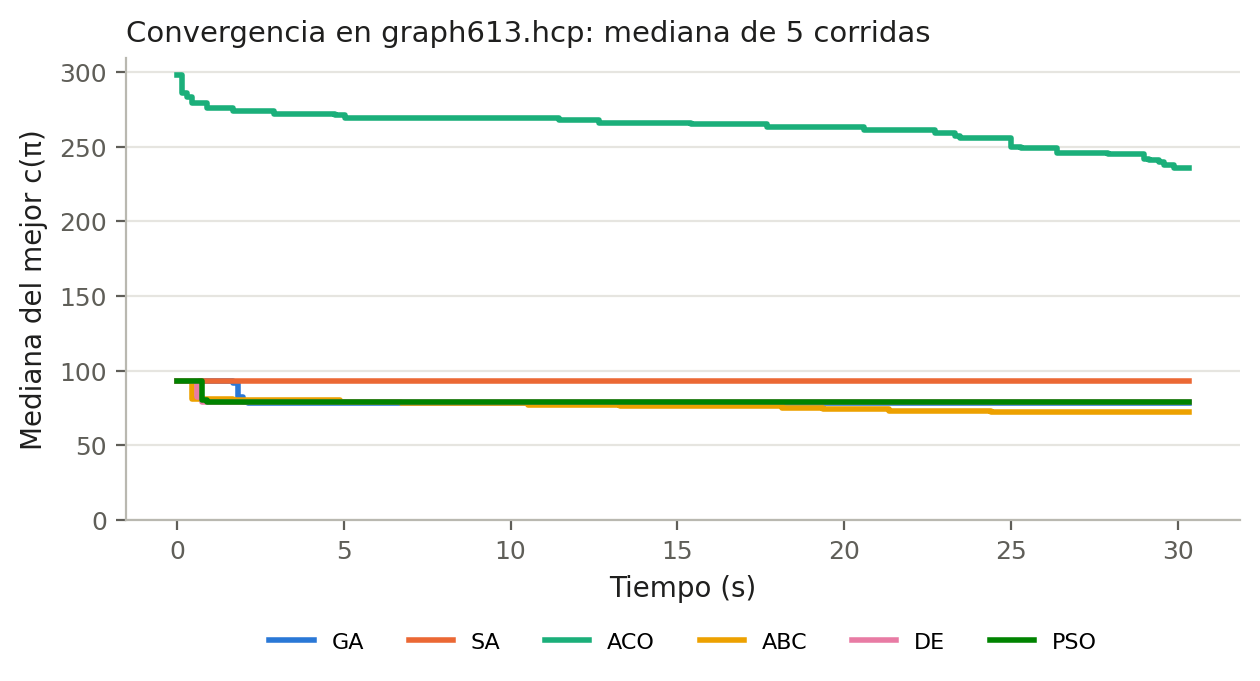 Convergencia en graph613.hcp: mediana de 5 corridas
Mediana del mejor c(π)
300
250
200
150
100
50
0
0 5 10 15 20 25 30
Tiempo (s)
GA SA ACO ABC DE PSO